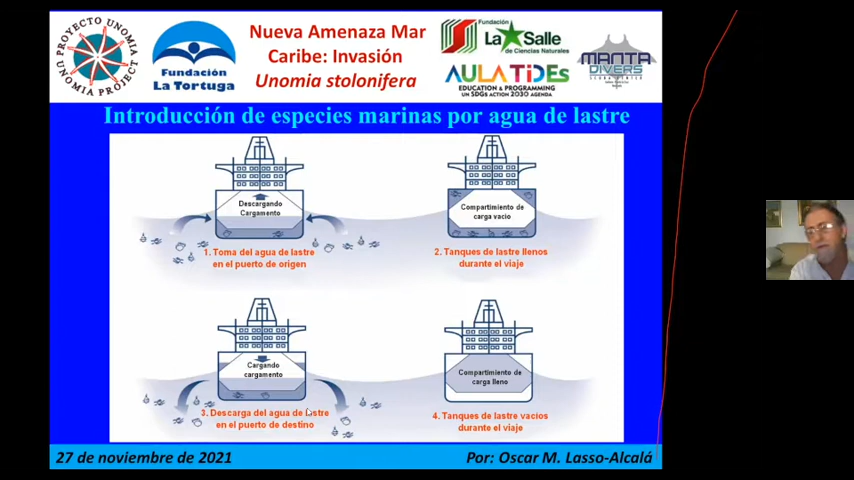 PROYECTO UNOMIA
UNOMIA PROJECT
Fundación
La Tortuga
Nueva Amenaza Mar
Caribe: Invasión
Unomia stolonifera
Fundación
La Salle
de Ciencias Naturales
AULATIDES
EDUCATION & PROGRAMMING
UN SDGs ACTION 2030 AGENDA
MANTA
DIVERS
Introducción de especies marinas por agua de lastre
Descargando
Cargamento
1. Toma del agua de lastre
en el puerto de origen
Compartimiento de
carga vacio
2. Tanques de lastre llenos
durante el viaje
Cargando
cargamento
3. Descarga del agua de lastre
en el puerto de destino
Compartimiento de
carga lleno
4. Tanques de lastre vacios
durante el viaje
27 de noviembre de 2021
Por: Oscar M. Lasso-Alcalá